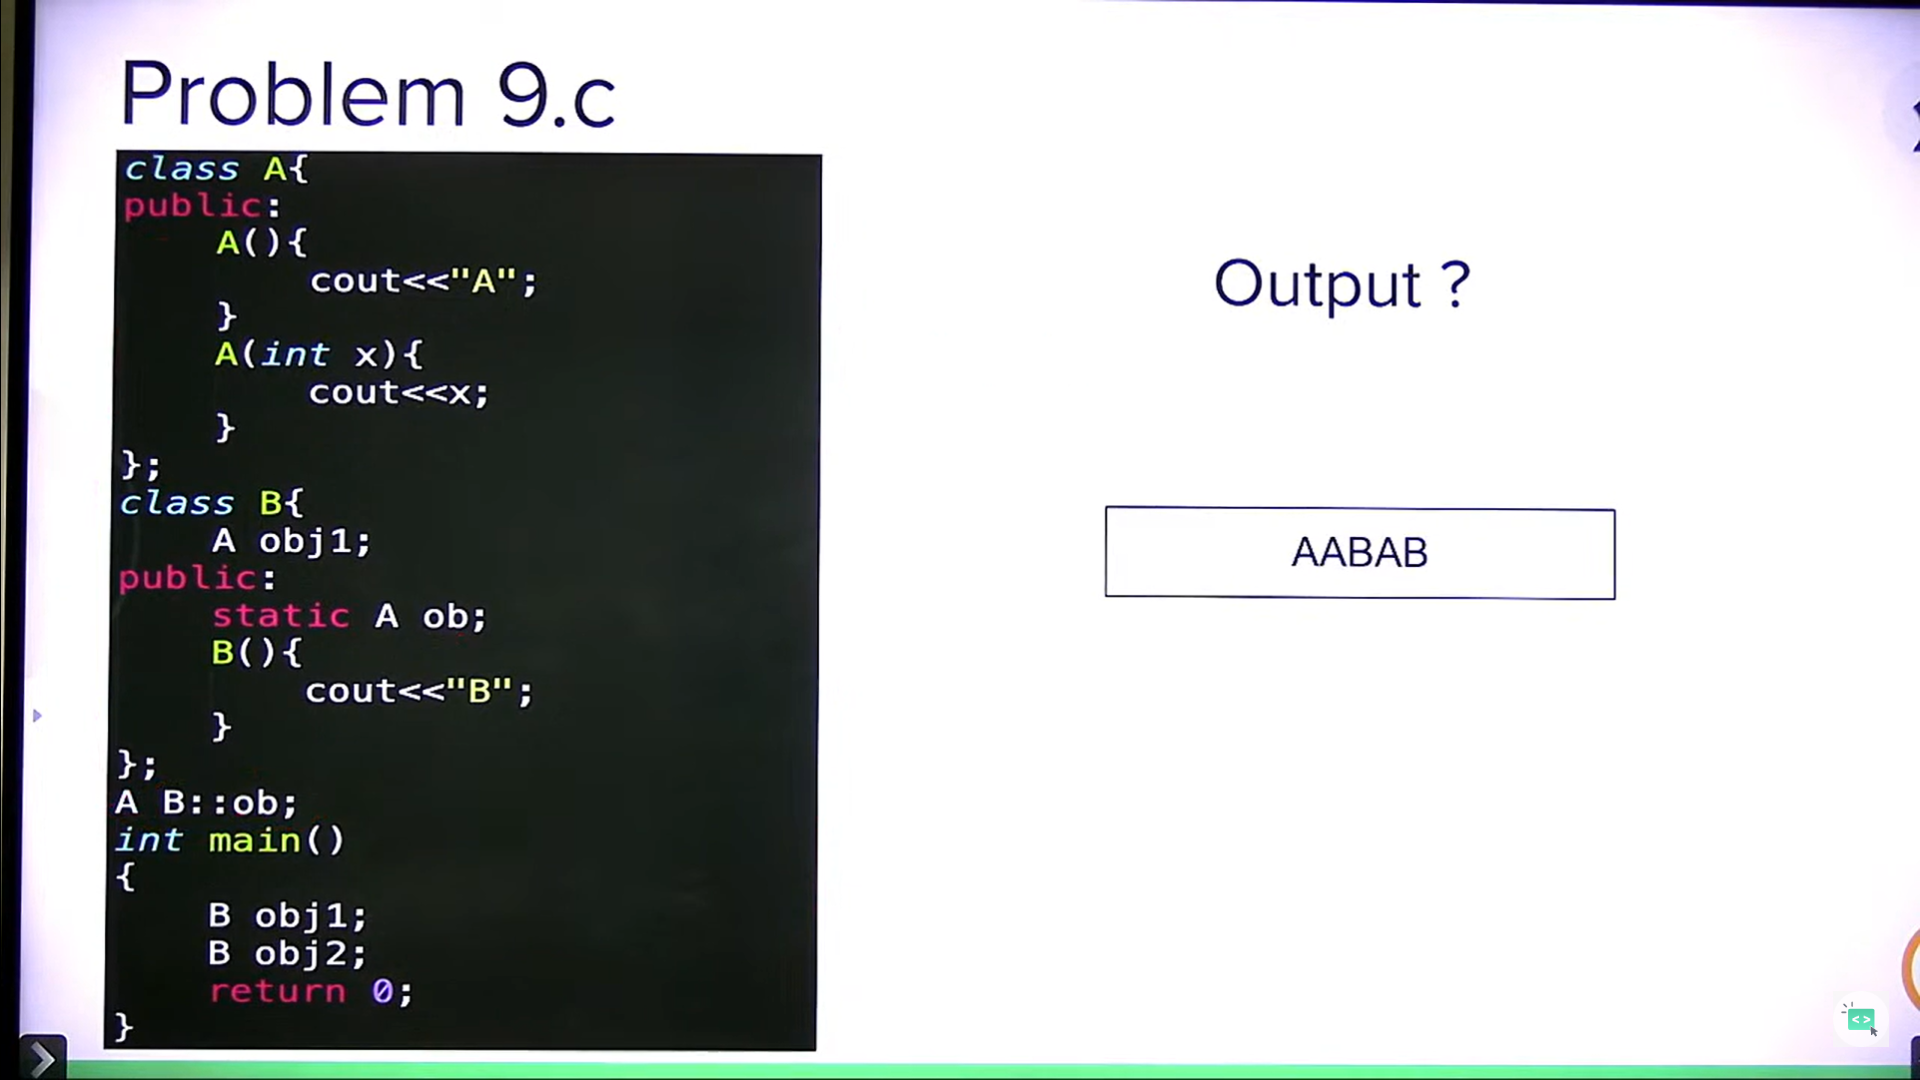 Problem 9.c
class A{
public:
A(){
cout<<"A";
}
A(int x){
cout<<x;
}
};
class B{
A obj1;
public:
static A ob;
B(){
cout<<"B";
}
};
A B::ob;
int main()
{
B obj1;
B obj2;
return 0;
}
Output ?
AABAB
<>